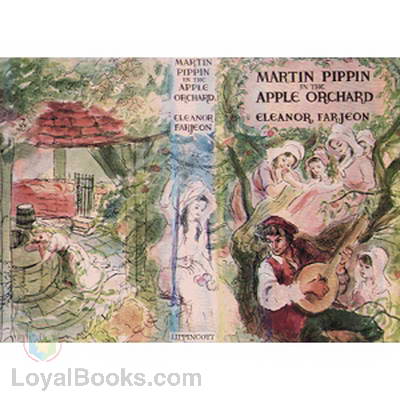 MARTIN
PIPPIN
IN THE
APPLE
ORCHARD
ELEANOR
FARJEON
LIPPINCOTT
MARTIN PIPPIN
IN THE
APPLE ORCHARD
ELEANOR FARJEON
LoyalBooks.com